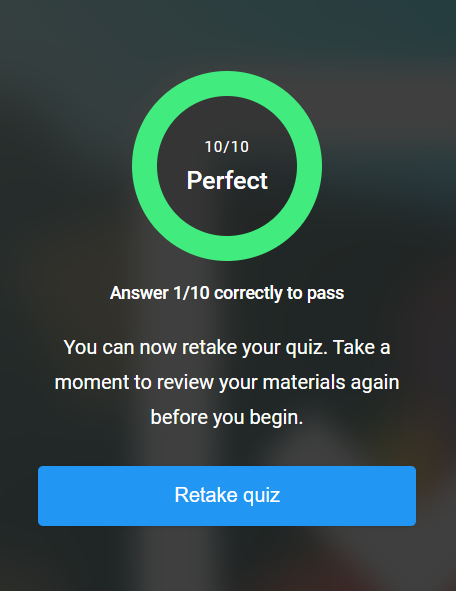 10/10
Perfect
Answer 1/10 correctly to pass
You can now retake your quiz. Take a
moment to review your materials again
before you begin.
Retake quiz